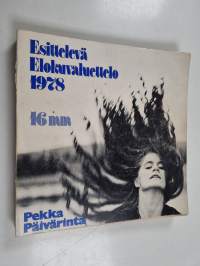 Esittelevä
Elokuvaluettelo
1978
16 mm
Pekka
Päivärinta